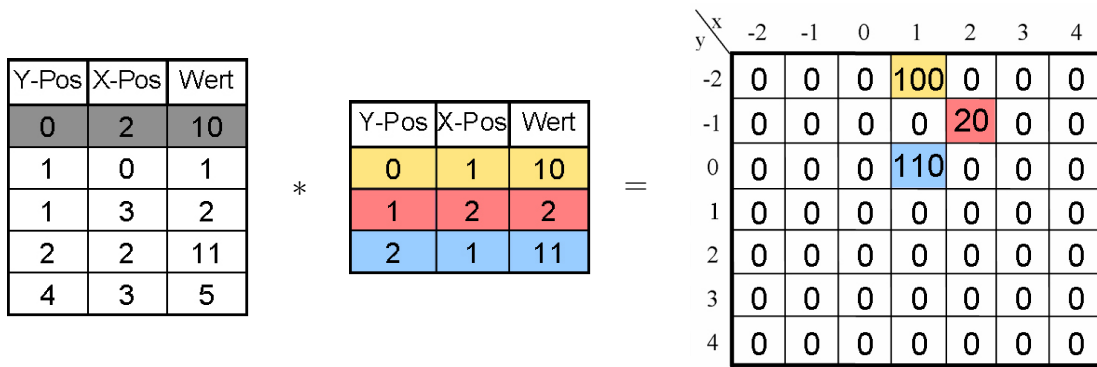 Y-Pos X-Pos Wert
0 2 10
1 0 1
1 3 2
2 2 11
4 3 5
*
Y-Pos X-Pos Wert
0 1 10
1 2 2
2 1 11
=
x
y -2 -1 0 1 2 3 4
-2 0 0 0 100 0 0 0
-1 0 0 0 0 20 0 0
0 0 0 0 110 0 0 0
1 0 0 0 0 0 0 0
2 0 0 0 0 0 0 0
3 0 0 0 0 0 0 0
4 0 0 0 0 0 0 0